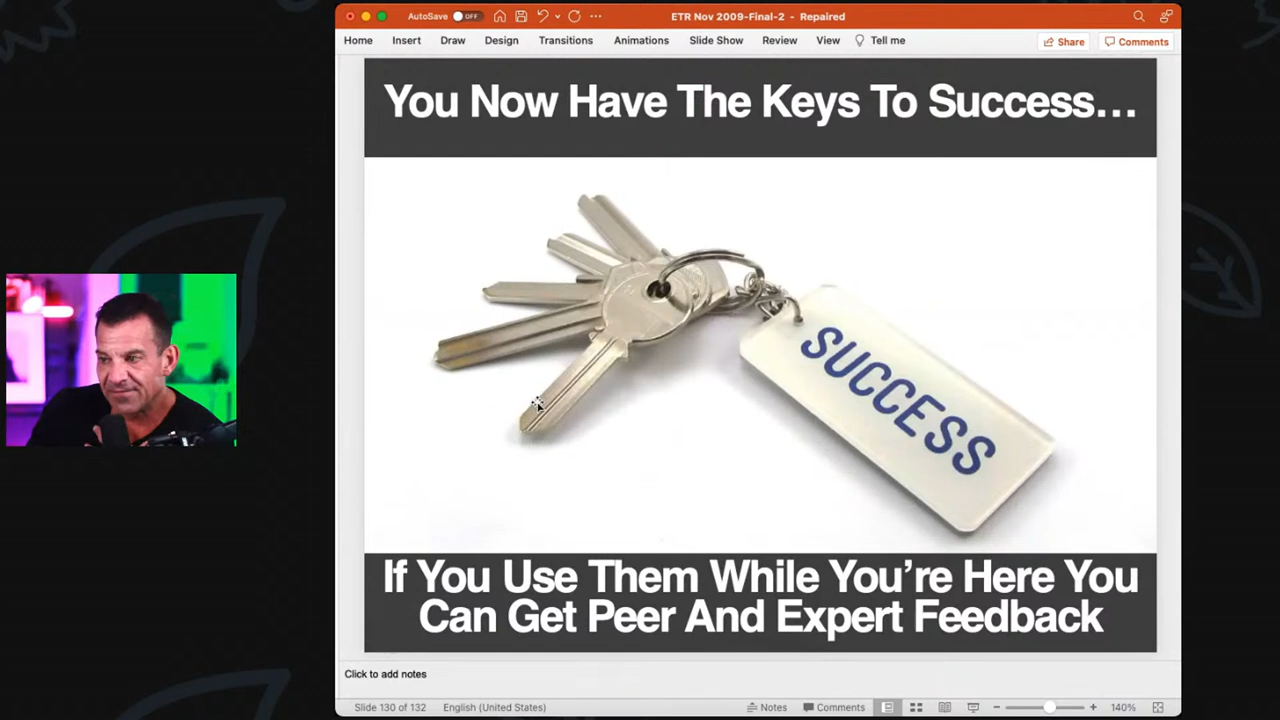 AutoSave OFF
ETR Nov 2009-Final-2 - Repaired
Home Insert Draw Design Transitions Animations Slide Show Review View Tell me
Share Comments
You Now Have The Keys To Success…
SUCCESS
If You Use Them While You’re Here You
Can Get Peer And Expert Feedback
Click to add notes
Slide 130 of 132 English (United States) Notes Comments 140%